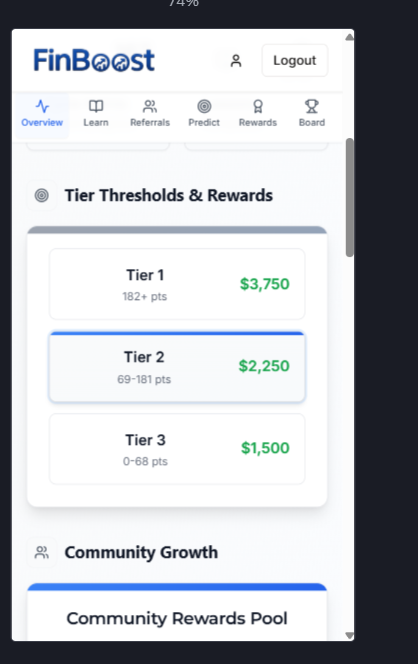 74%
FinBoost
Logout
Overview Learn Referrals Predict Rewards Board
Tier Thresholds & Rewards
Tier 1
182+ pts
$3,750
Tier 2
69-181 pts
$2,250
Tier 3
0-68 pts
$1,500
Community Growth
Community Rewards Pool